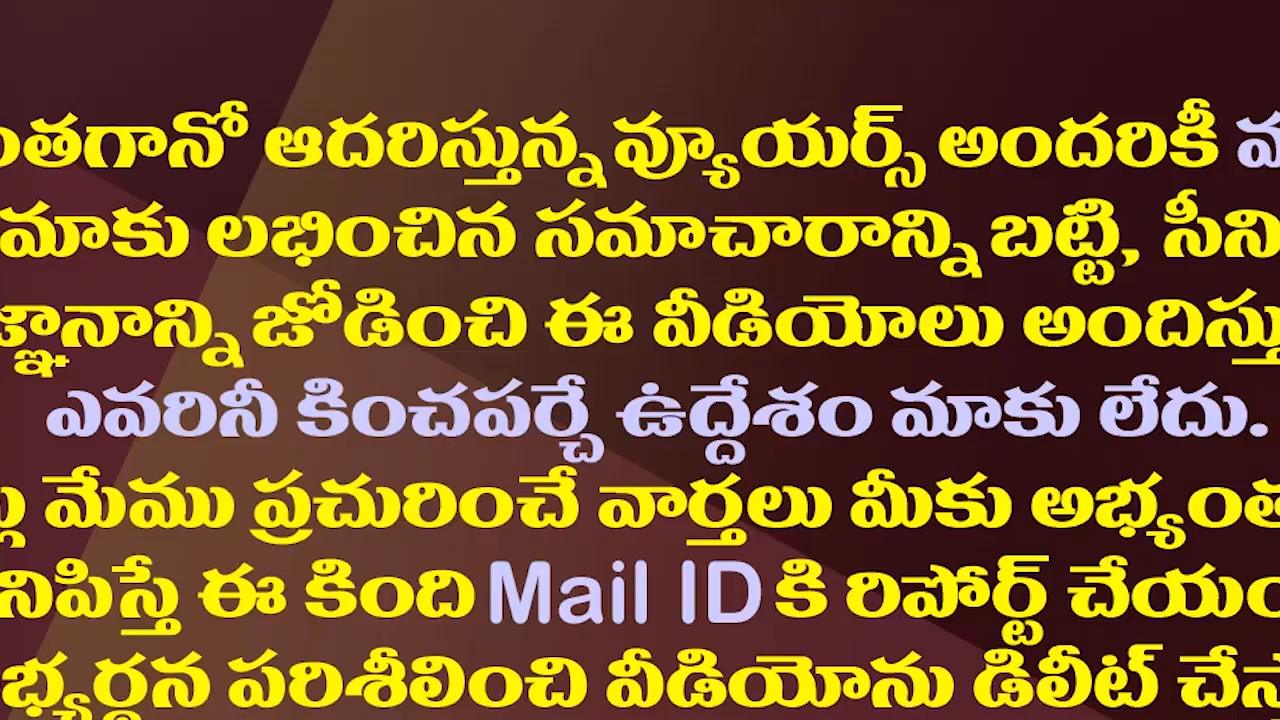 ఆదరిస్తున్న వ్యూయర్స్ అందరికీ
మాకు లభించిన సమాచారాన్ని బట్టి,
జోడించి ఈ వీడియోలు
ఎవరినీ కించపర్చే ఉద్దేశం మాకు లేదు.
మేము ప్రచురించే వార్తలు మీకు
ఈ కింది Mail ID కి రిపోర్ట్
పరిశీలించి వీడియోను డిలీట్